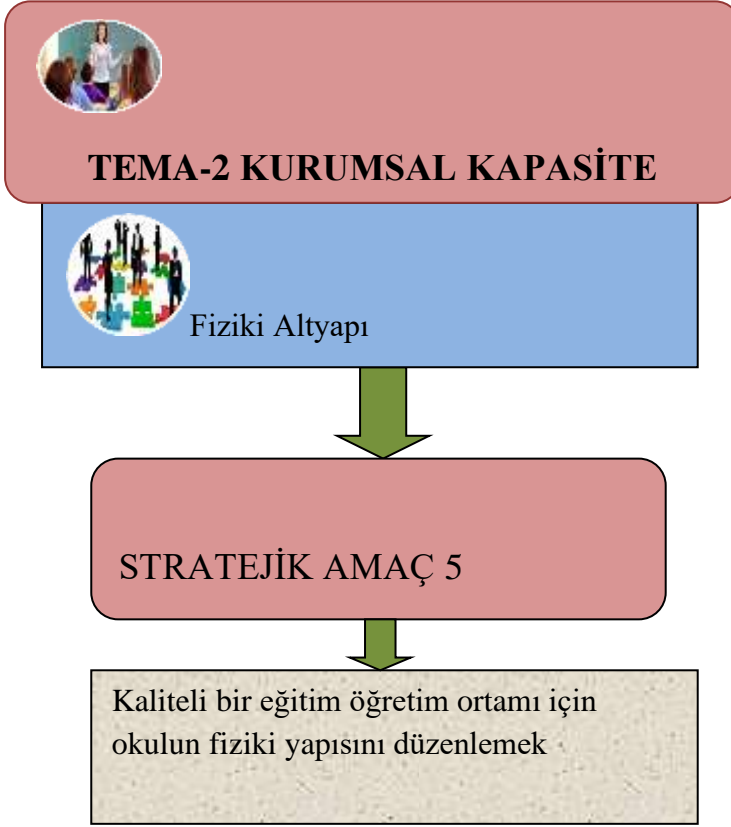 TEMA-2 KURUMSAL KAPASİTE
Fiziki Altyapı
STRATEJİK AMAÇ 5
Kaliteli bir eğitim öğretim ortamı için
okulun fiziki yapısını düzenlemek